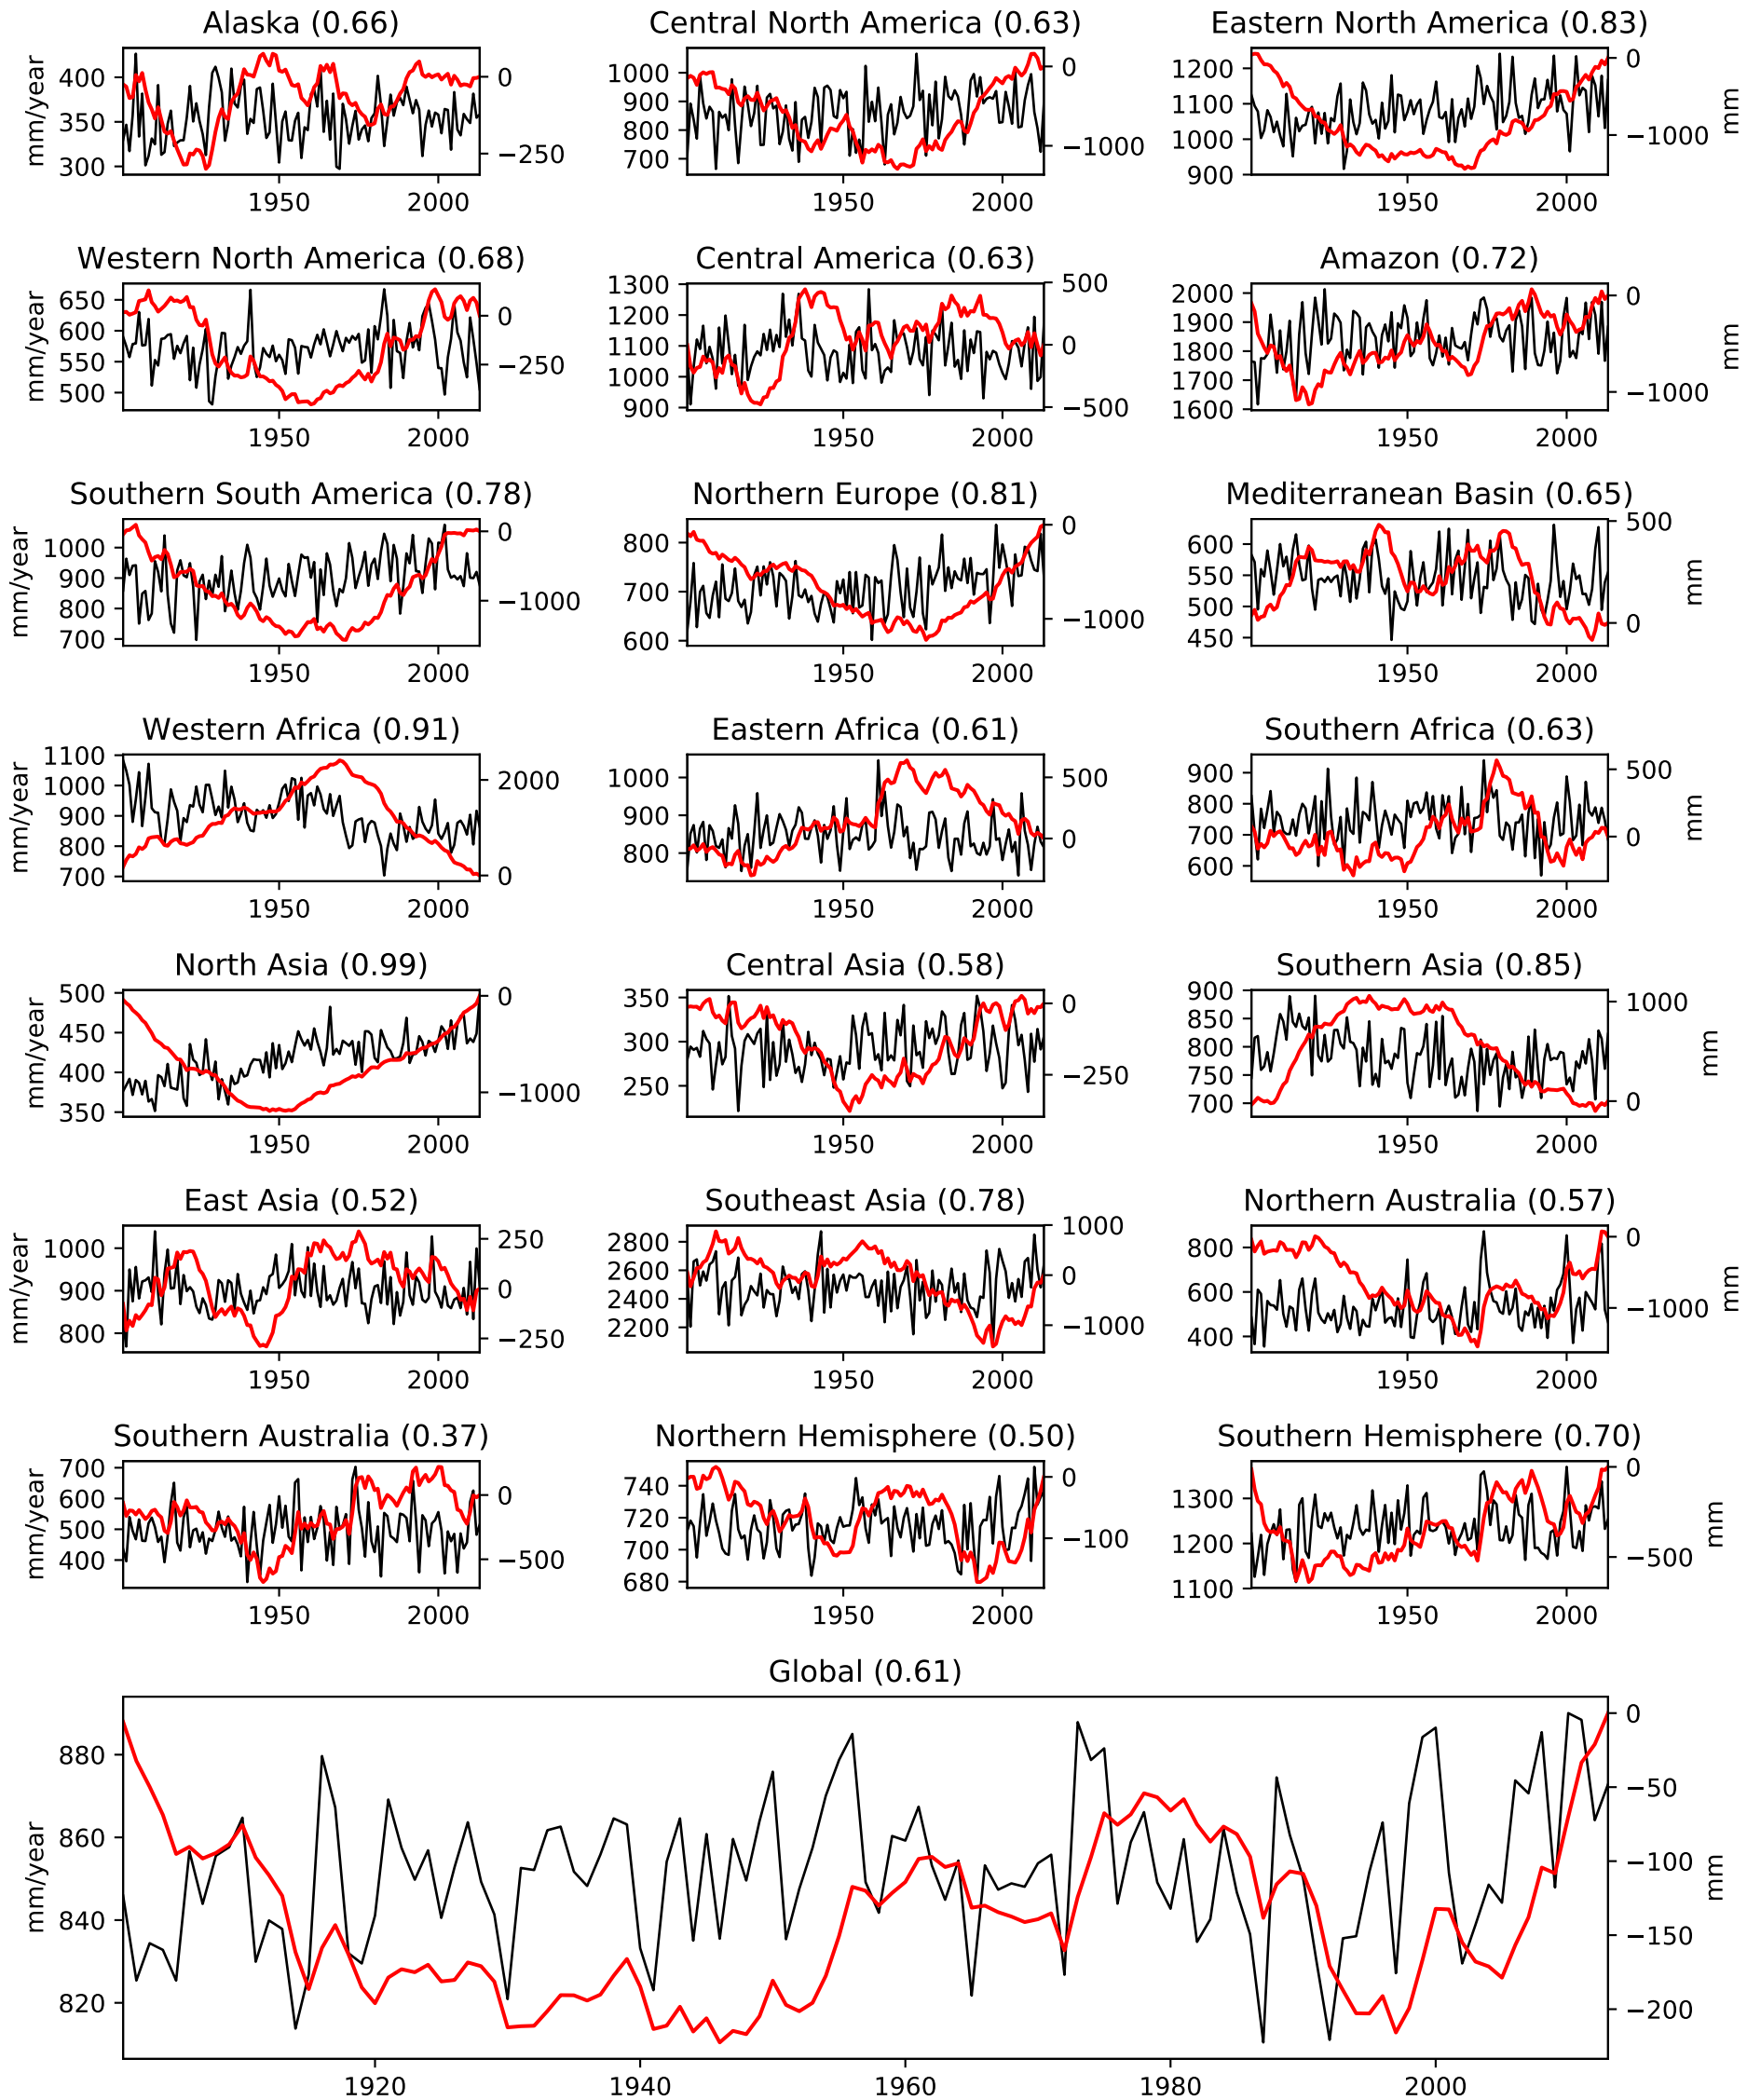 Alaska (0.66) Central North America (0.63) Eastern North America (0.83)
mm/year 400 350 300 0 −250 1000 900 800 700 0 −1000 1200 1100 1000 900 0 −1000 mm
1950 2000 1950 2000 1950 2000
Western North America (0.68) Central America (0.63) Amazon (0.72)
mm/year 650 600 550 500 0 −250 1300 1200 1100 1000 900 500 0 −500 2000 1900 1800 1700 1600 0 −1000 mm
1950 2000 1950 2000 1950 2000
Southern South America (0.78) Northern Europe (0.81) Mediterranean Basin (0.65)
mm/year 1000 900 800 700 0 −1000 800 700 600 0 −1000 600 550 500 450 500 0 mm
1950 2000 1950 2000 1950 2000
Western Africa (0.91) Eastern Africa (0.61) Southern Africa (0.63)
mm/year 1100 1000 900 800 700 2000 0 1000 900 800 500 0 900 800 700 600 500 0 mm
1950 2000 1950 2000 1950 2000
North Asia (0.99) Central Asia (0.58) Southern Asia (0.85)
mm/year 500 450 400 350 0 −1000 350 300 250 0 −250 900 850 800 750 700 1000 0 mm
1950 2000 1950 2000 1950 2000
East Asia (0.52) Southeast Asia (0.78) Northern Australia (0.57)
mm/year 1000 900 800 250 0 −250 2800 2600 2400 2200 1000 0 −1000 800 600 400 0 −1000 mm
1950 2000 1950 2000 1950 2000
Southern Australia (0.37) Northern Hemisphere (0.50) Southern Hemisphere (0.70)
mm/year 700 600 500 400 0 −500 740 720 700 680 0 −100 1300 1200 1100 0 −500 mm
1950 2000 1950 2000 1950 2000
Global (0.61)
mm/year 880 860 840 820 0 −50 −100 −150 −200 mm
1920 1940 1960 1980 2000